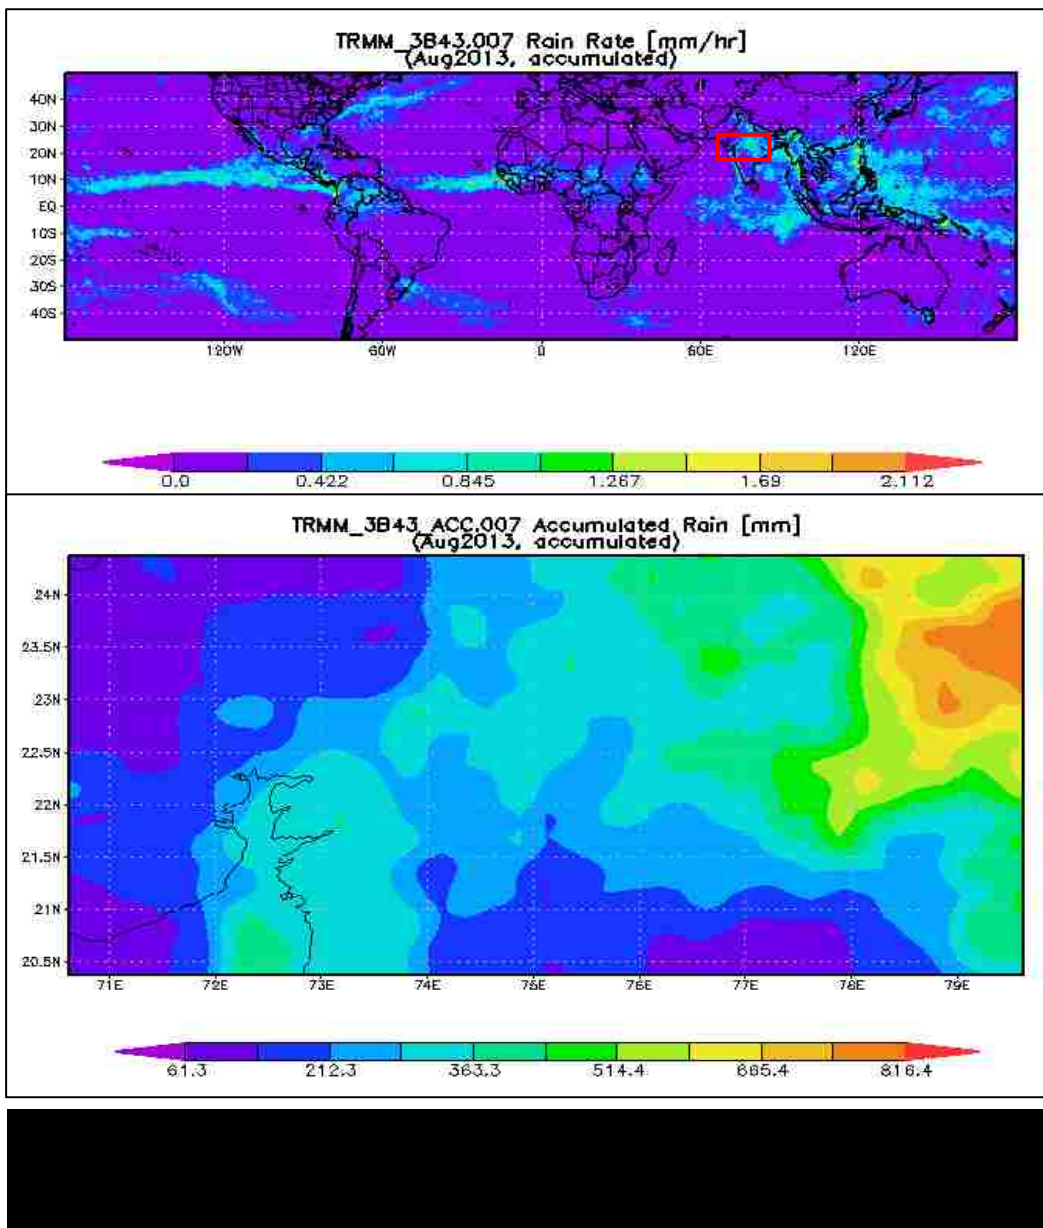 TRMM_3B43.007 Rain Rate [mm/hr]
(Aug2013, accumulated)
40N
30N
20N
10N
EQ
10S
20S
30S
40S
120W 60W 0 60E 120E
0.0 0.422 0.845 1.267 1.69 2.112
TRMM_3B43_ACC.007 Accumulated Rain [mm]
(Aug2013, accumulated)
24N
23.5N
23N
22.5N
22N
21.5N
21N
20.5N
71E 72E 73E 74E 75E 76E 77E 78E 79E
61.3 212.3 363.3 514.4 665.4 816.4